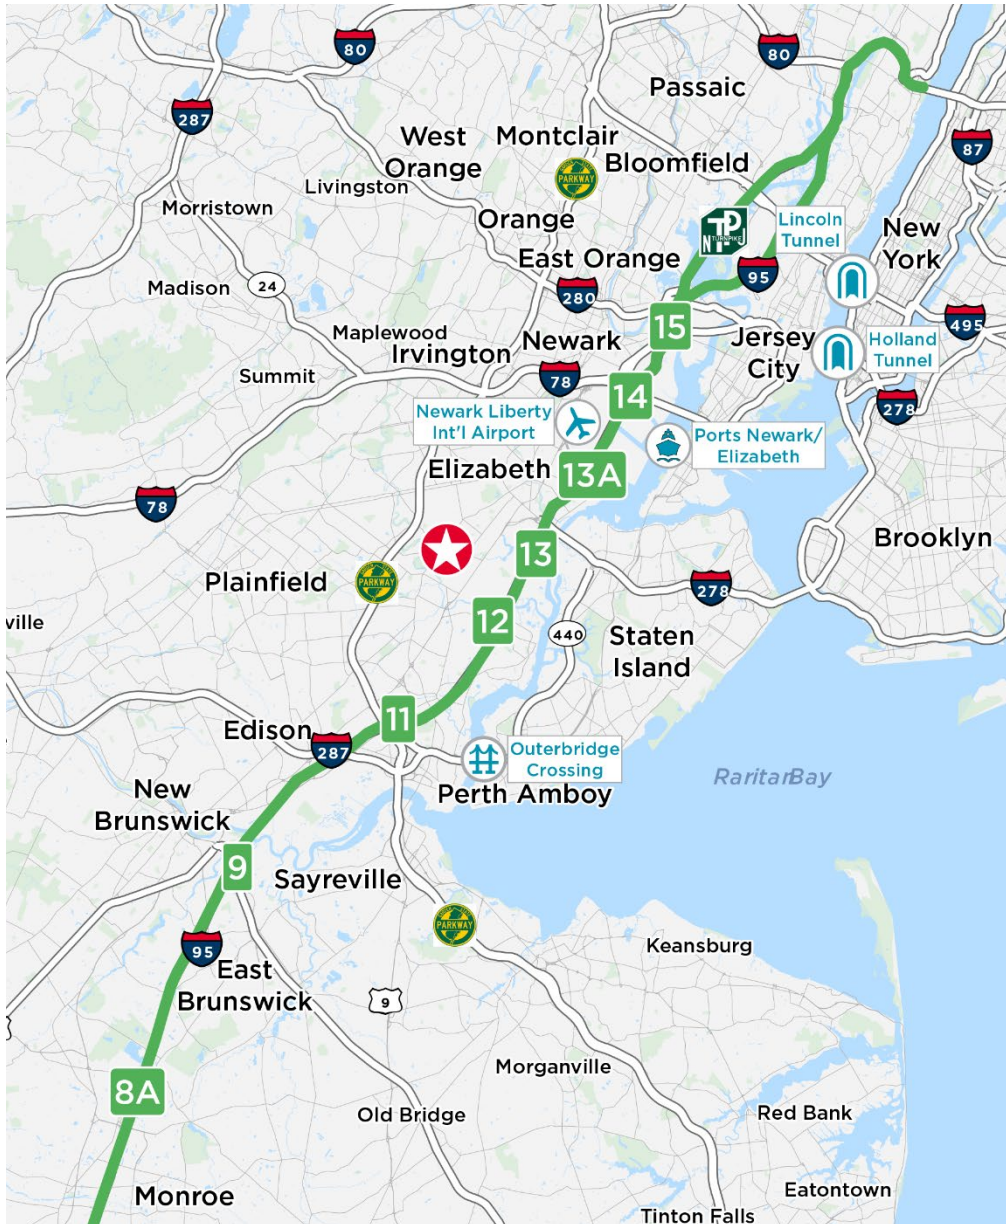 80
80
Passaic
287
87
West
Orange
Montclair
Bloomfield
Livingston
PARKWAY
Morristown
Orange
N TP J
TURNPIKE
Lincoln
Tunnel
New
York
East Orange
95
24
Madison
280
15
495
Maplewood
Irvington
Newark
Jersey
City
Holland
Tunnel
Summit
78
14
278
Newark Liberty
Int'l Airport
Ports Newark/
Elizabeth
Elizabeth
13A
78
13
Brooklyn
Plainfield
PARKWAY
278
ville
12
440
Staten
Island
11
Edison
287
Outerbridge
Crossing
RaritanBay
New
Brunswick
Perth Amboy
9
Sayreville
PARKWAY
95
Keansburg
East
Brunswick
9
Morganville
8A
Old Bridge
Red Bank
Monroe
Eatontown
Tinton Falls